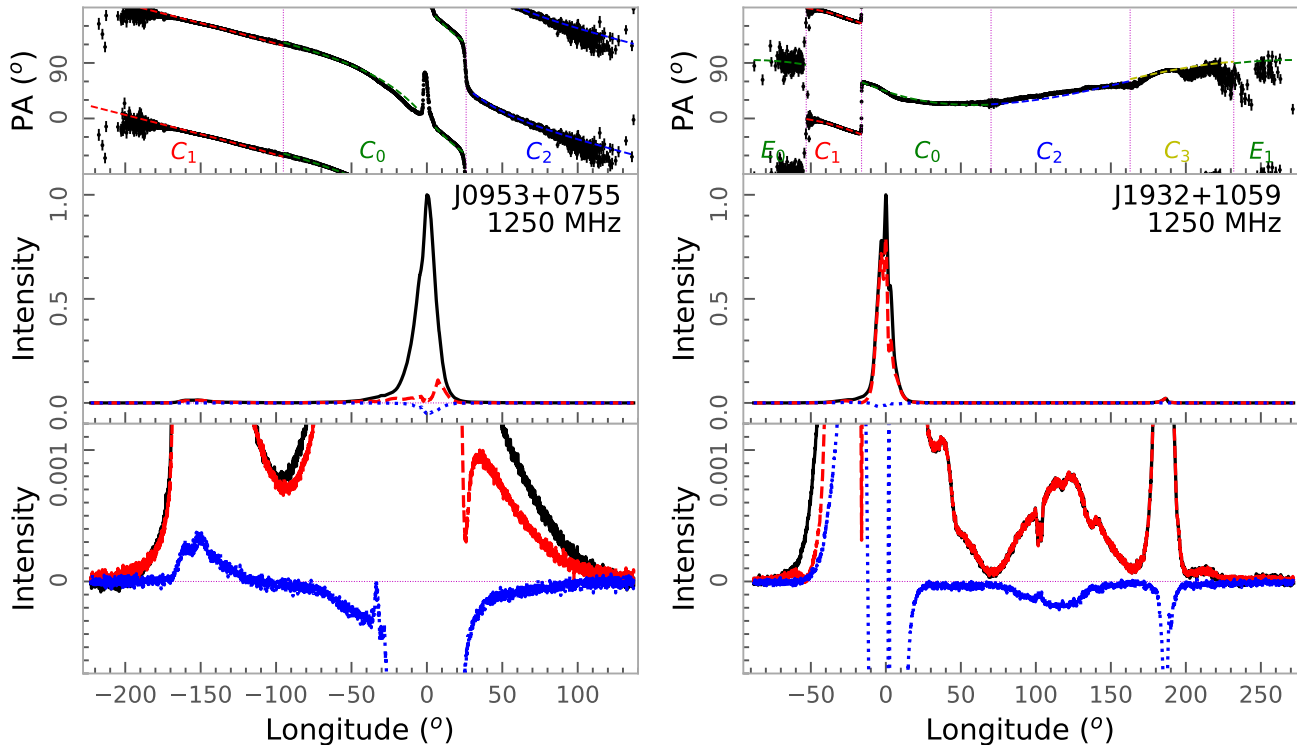 PA (°)
90
0
C₁
C₀
C₂
J0953+0755
1250 MHz
Intensity
1.0
0.5
0.0
Intensity
0.001
0
−200
−150
−100
−50
0
50
100
Longitude (°)
PA (°)
90
0
E₀
C₁
C₀
C₂
C₃
E₁
J1932+1059
1250 MHz
Intensity
1.0
0.5
0.0
Intensity
0.001
0
−50
0
50
100
150
200
250
Longitude (°)